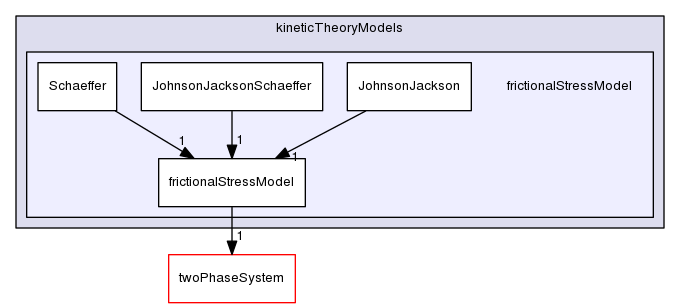 kineticTheoryModels
Schaeffer
JohnsonJacksonSchaeffer
JohnsonJackson
frictionalStressModel
1
1
1
frictionalStressModel
1
twoPhaseSystem